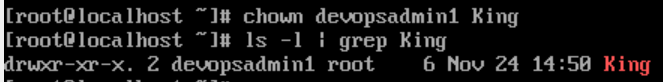 [root@localhost ~]# chown devopsadmin1 King
[root@localhost ~]# ls -l | grep King
drwxr-xr-x. 2 devopsadmin1 root    6 Nov 24 14:50 King